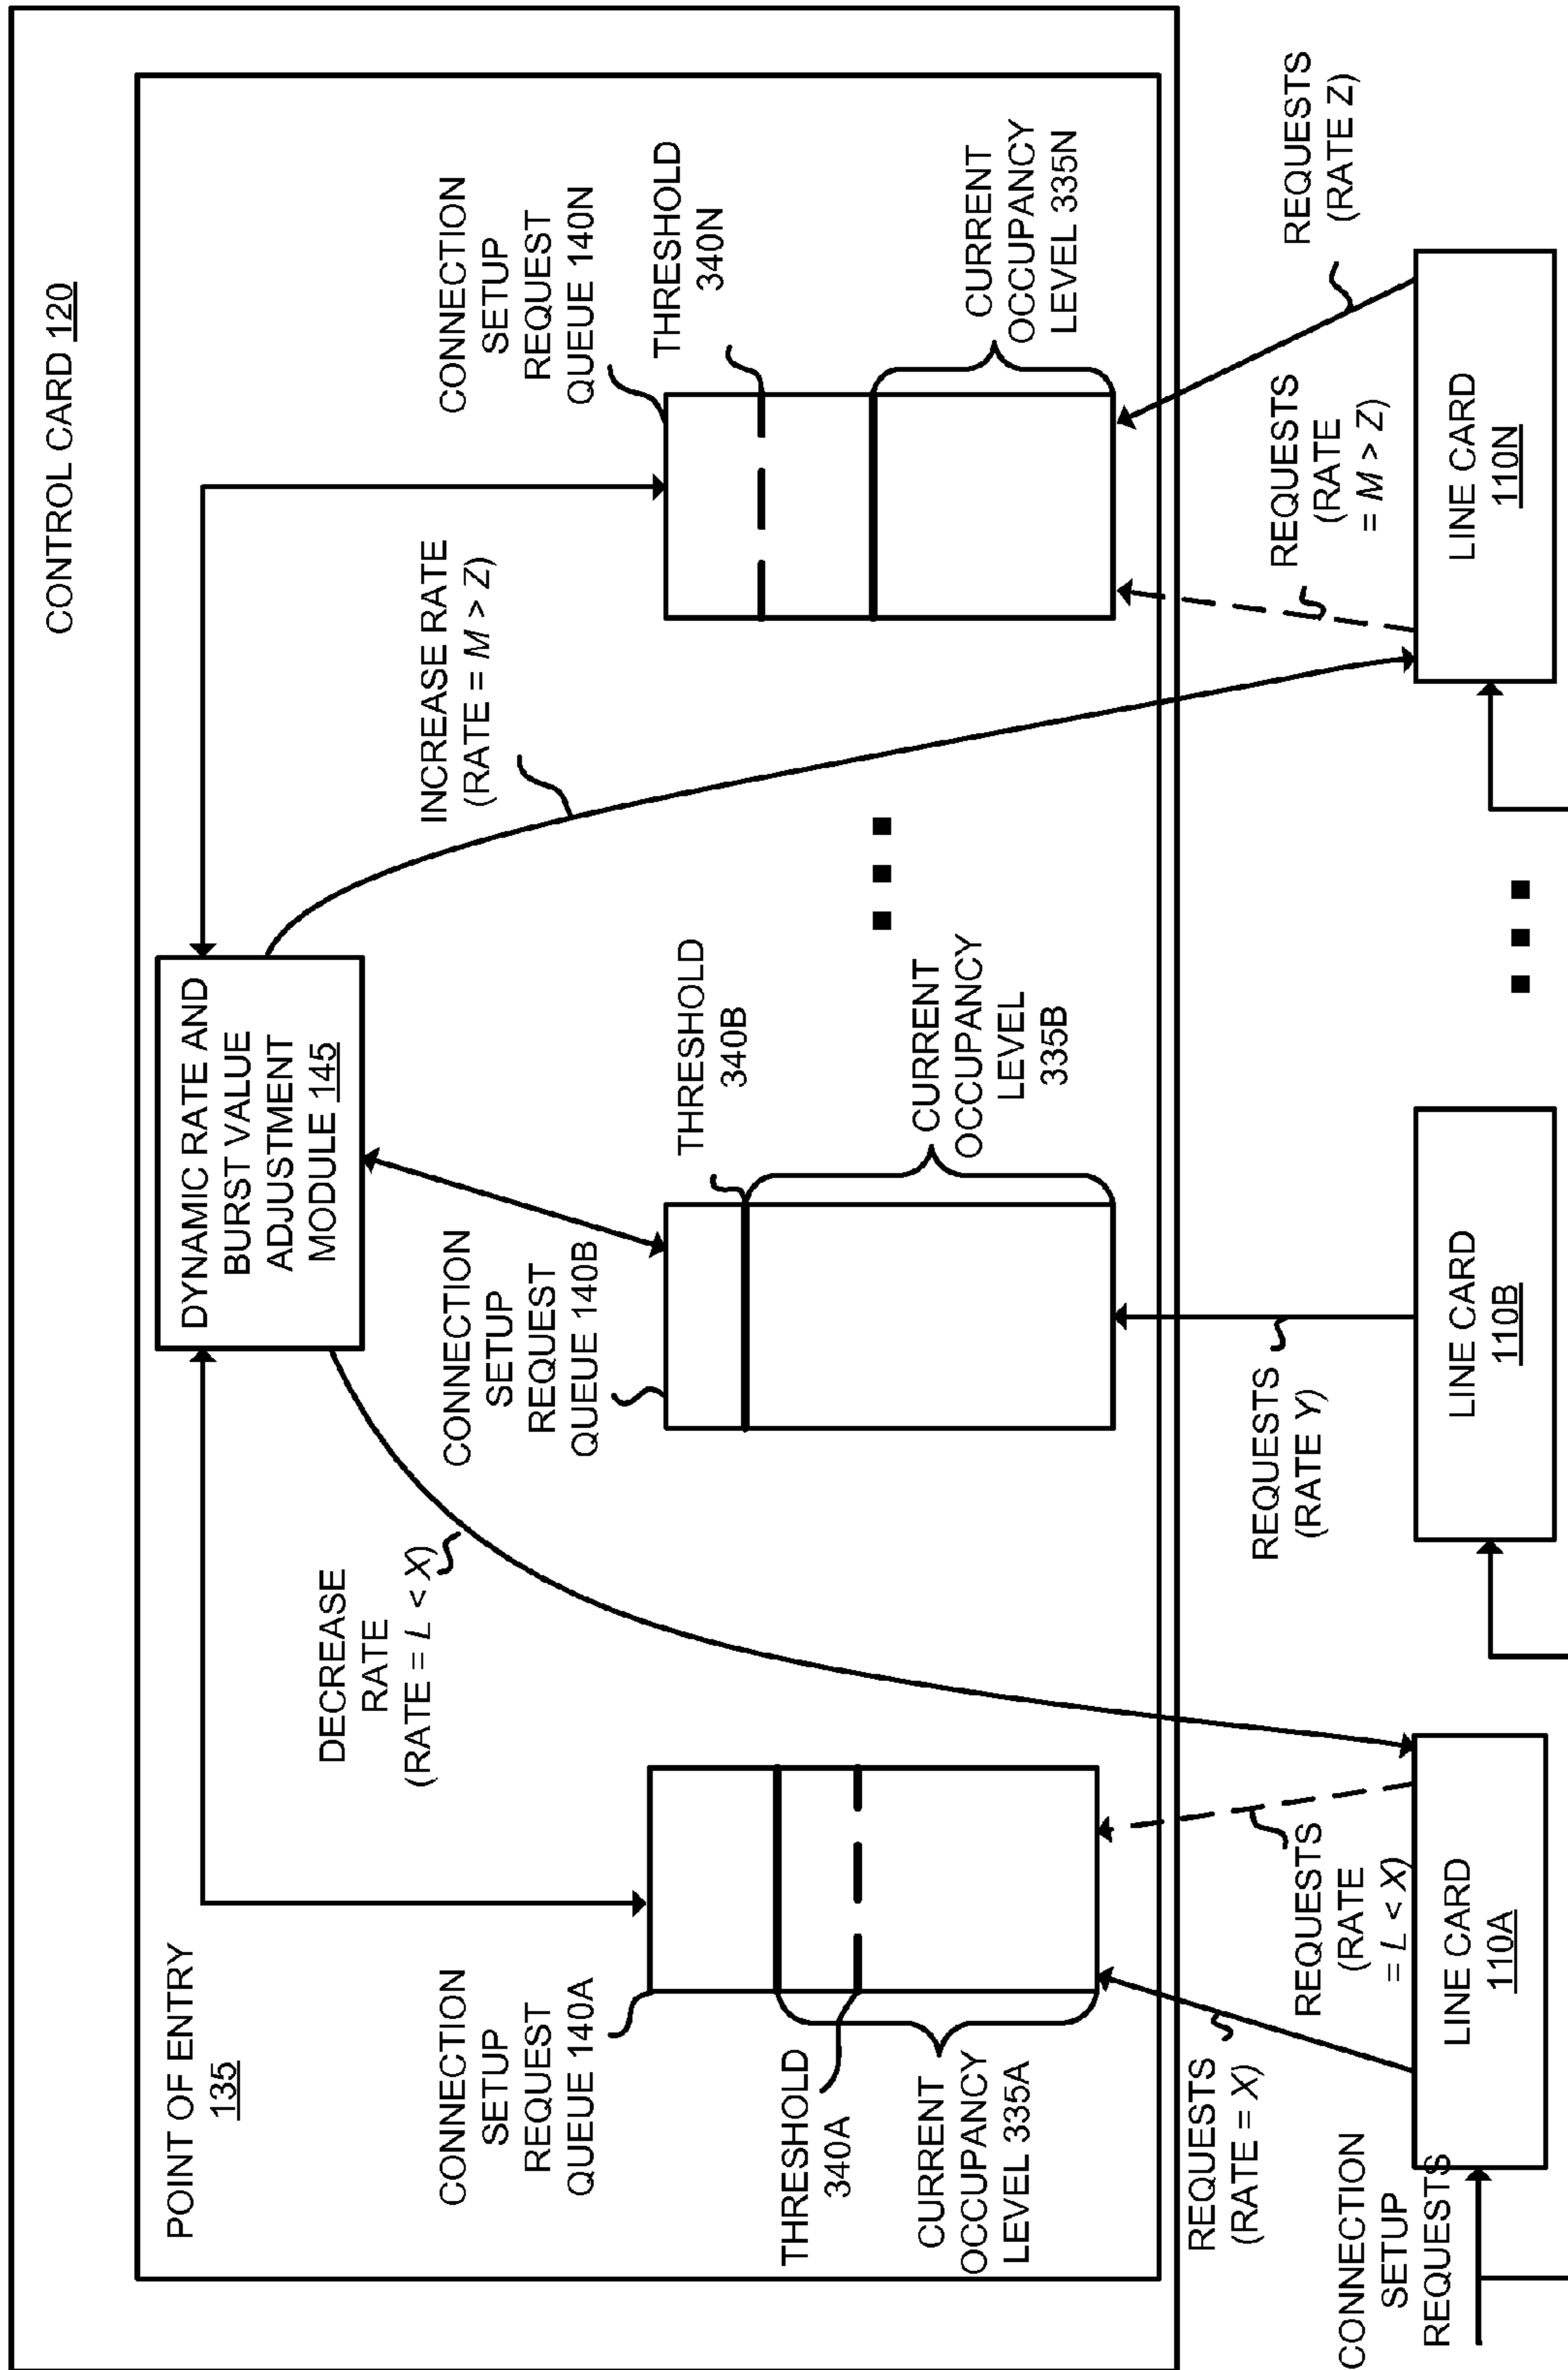 CONTROL CARD 120
POINT OF ENTRY
135
DYNAMIC RATE AND
BURST VALUE
ADJUSTMENT
MODULE 145
DECREASE
RATE
(RATE = L < X)
INCREASE RATE
(RATE = M > Z)
CONNECTION
SETUP
REQUEST
QUEUE 140A
CONNECTION
SETUP
REQUEST
QUEUE 140B
CONNECTION
SETUP
REQUEST
QUEUE 140N
THRESHOLD
340A
CURRENT
OCCUPANCY
LEVEL 335A
THRESHOLD
340B
CURRENT
OCCUPANCY
LEVEL
335B
THRESHOLD
340N
CURRENT
OCCUPANCY
LEVEL 335N
REQUESTS
(RATE = X)
REQUESTS
(RATE
= L < X)
REQUESTS
(RATE Y)
REQUESTS
(RATE
= M > Z)
REQUESTS
(RATE Z)
CONNECTION
SETUP
REQUESTS
LINE CARD
110A
LINE CARD
110B
LINE CARD
110N